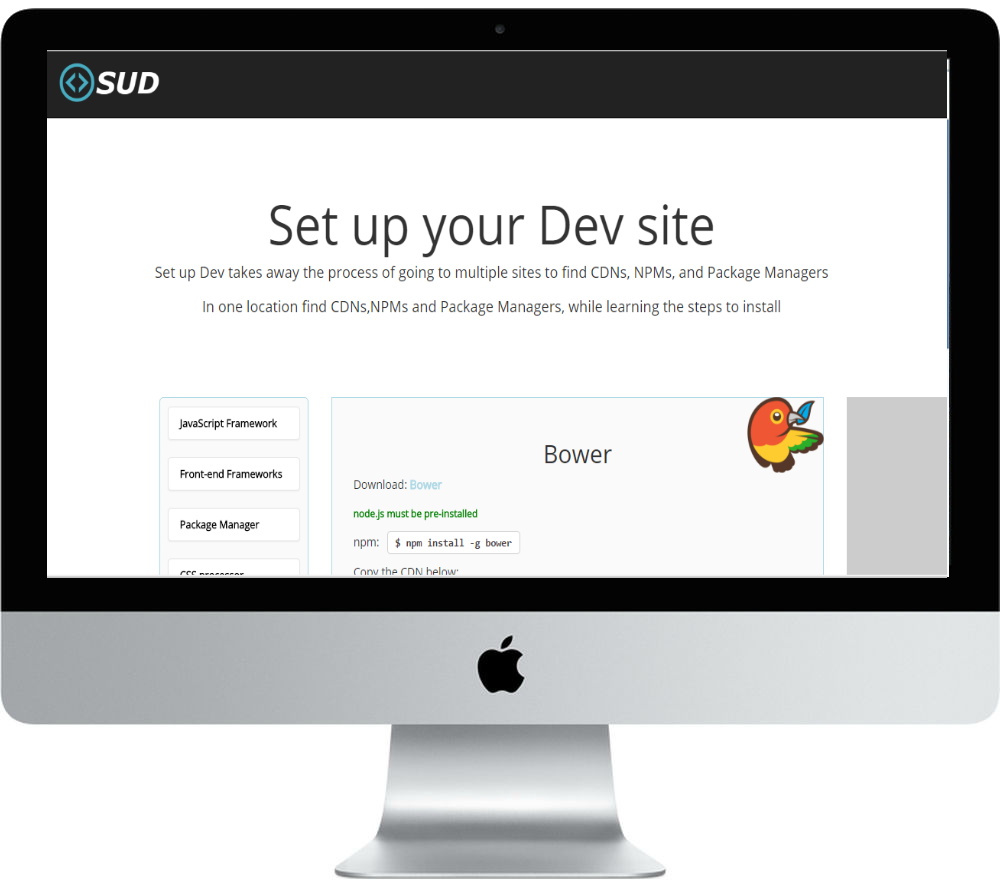 SUD
Set up your Dev site
Set up Dev takes away the process of going to multiple sites to find CDNs, NPMs, and Package Managers
In one location find CDNs,NPMs and Package Managers, while learning the steps to install
JavaScript Framework
Front-end Frameworks
Package Manager
CSS processor
Bower
Download: Bower
node.js must be pre-installed
npm: $ npm install -g bower
Copy the CDN below: